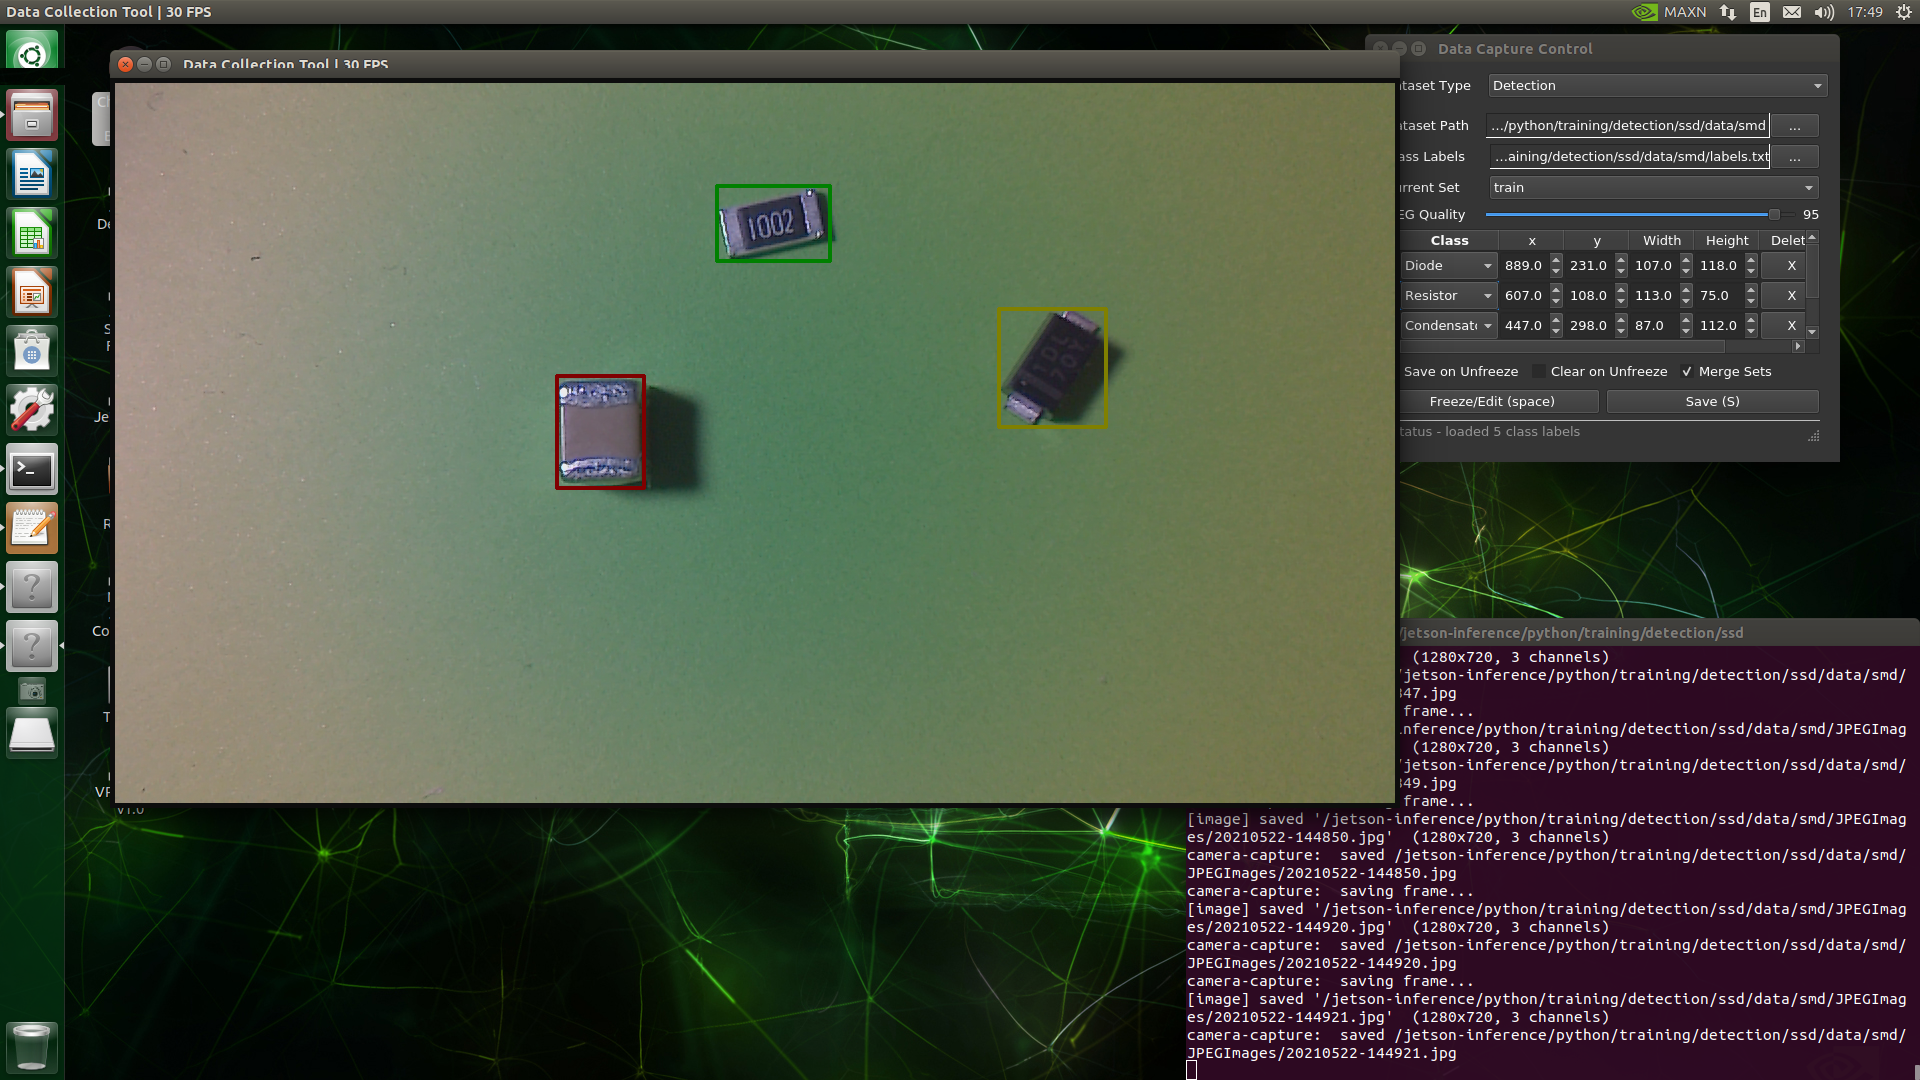 Data Collection Tool | 30 FPS
MAXN
En
17:49
Data Collection Tool | 30 FPS
Data Capture Control
taset Type
Detection
taset Path
.../python/training/detection/ssd/data/smd
...
ass Labels
...aining/detection/ssd/data/smd/labels.txt
...
rrent Set
train
EG Quality
95
Class x y Width Height Delet
Diode 889.0 231.0 107.0 118.0 X
Resistor 607.0 108.0 113.0 75.0 X
Condensato 447.0 298.0 87.0 112.0 X
Save on Unfreeze Clear on Unfreeze Merge Sets
Freeze/Edit (space) Save (S)
tatus - loaded 5 class labels
1002
/jetson-inference/python/training/detection/ssd
(1280x720, 3 channels)
/jetson-inference/python/training/detection/ssd/data/smd/
347.jpg
frame...
inference/python/training/detection/ssd/data/smd/JPEGImag
(1280x720, 3 channels)
/jetson-inference/python/training/detection/ssd/data/smd/
349.jpg
frame...
[image] saved '/jetson-inference/python/training/detection/ssd/data/smd/JPEGImag
es/20210522-144850.jpg' (1280x720, 3 channels)
camera-capture: saved /jetson-inference/python/training/detection/ssd/data/smd/
JPEGImages/20210522-144850.jpg
camera-capture: saving frame...
[image] saved '/jetson-inference/python/training/detection/ssd/data/smd/JPEGImag
es/20210522-144920.jpg' (1280x720, 3 channels)
camera-capture: saved /jetson-inference/python/training/detection/ssd/data/smd/
JPEGImages/20210522-144920.jpg
camera-capture: saving frame...
[image] saved '/jetson-inference/python/training/detection/ssd/data/smd/JPEGImag
es/20210522-144921.jpg' (1280x720, 3 channels)
camera-capture: saved /jetson-inference/python/training/detection/ssd/data/smd/
JPEGImages/20210522-144921.jpg